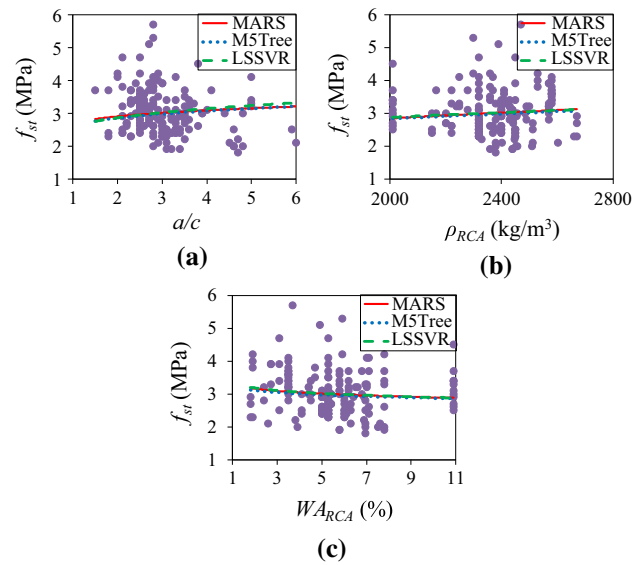 6
5
4
3
2
1
f_st (MPa)
MARS
M5Tree
LSSVR
1 2 3 4 5 6
a/c
(a)
6
5
4
3
2
1
f_st (MPa)
MARS
M5Tree
LSSVR
2000 2400 2800
ρ_RCA (kg/m³)
(b)
6
5
4
3
2
1
f_st (MPa)
MARS
M5Tree
LSSVR
1 3 5 7 9 11
WA_RCA (%)
(c)